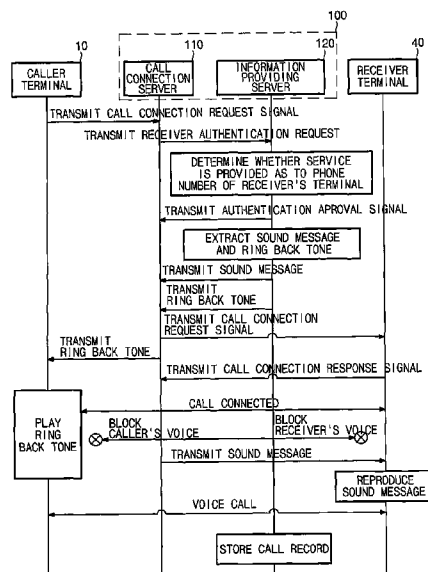 100
10
110
120
40
CALLER
TERMINAL
CALL
CONNECTION
SERVER
INFORMATION
PROVIDING
SERVER
RECEIVER
TERMINAL
TRANSMIT CALL CONNECTION REQUEST SIGNAL
TRANSMIT RECEIVER AUTHENTICATION REQUEST
DETERMINE WHETHER SERVICE
IS PROVIDED AS TO PHONE
NUMBER OF RECEIVER'S TERMINAL
TRANSMIT AUTHENTICATION APROVAL SIGNAL
EXTRACT SOUND MESSAGE
AND RING BACK TONE
TRANSMIT SOUND MESSAGE
TRANSMIT
RING BACK TONE
TRANSMIT CALL CONNECTION
REQUEST SIGNAL
TRANSMIT
RING BACK TONE
TRANSMIT CALL CONNECTION RESPONSE SIGNAL
CALL CONNECTED
PLAY
RING
BACK TONE
BLOCK
CALLER'S VOICE
BLOCK
RECEIVER'S VOICE
TRANSMIT SOUND MESSAGE
REPRODUCE
SOUND MESSAGE
VOICE CALL
STORE CALL RECORD